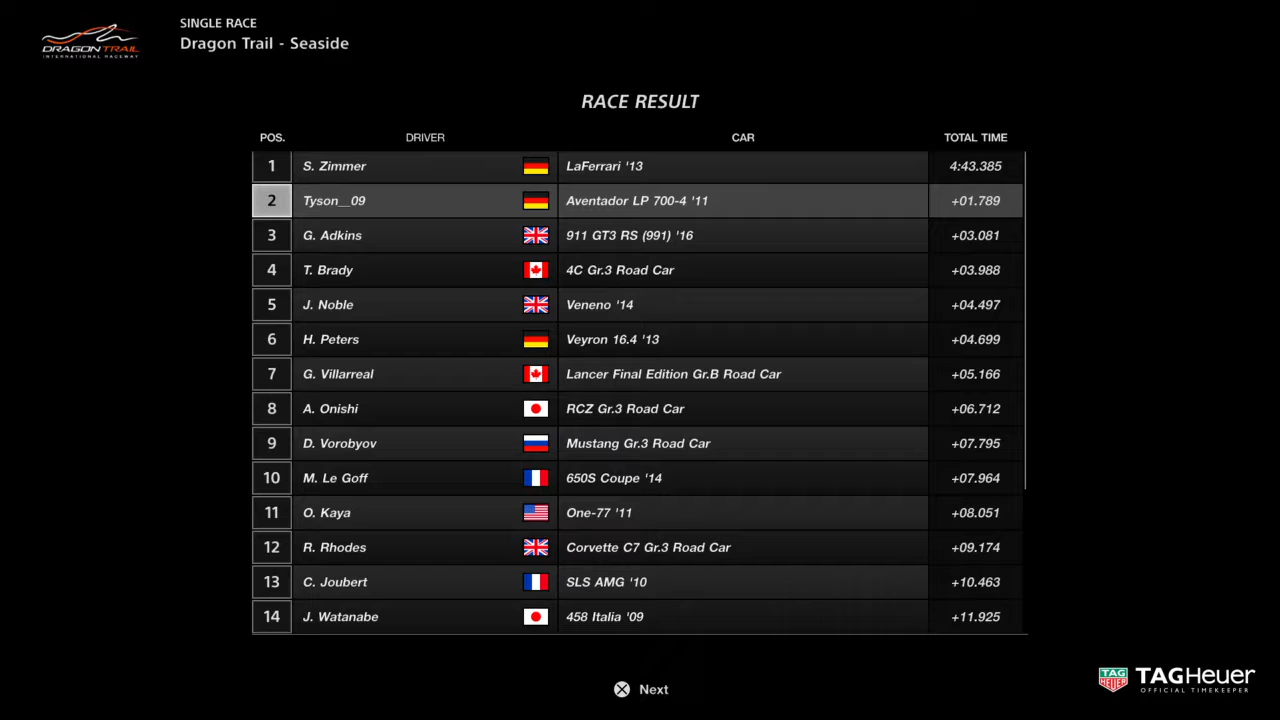 SINGLE RACE
Dragon Trail - Seaside
DRAGON TRAIL
INTERNATIONAL RACEWAY
RACE RESULT
POS. DRIVER CAR TOTAL TIME
1 S. Zimmer LaFerrari '13 4:43.385
2 Tyson__09 Aventador LP 700-4 '11 +01.789
3 G. Adkins 911 GT3 RS (991) '16 +03.081
4 T. Brady 4C Gr.3 Road Car +03.988
5 J. Noble Veneno '14 +04.497
6 H. Peters Veyron 16.4 '13 +04.699
7 G. Villarreal Lancer Final Edition Gr.B Road Car +05.166
8 A. Onishi RCZ Gr.3 Road Car +06.712
9 D. Vorobyov Mustang Gr.3 Road Car +07.795
10 M. Le Goff 650S Coupe '14 +07.964
11 O. Kaya One-77 '11 +08.051
12 R. Rhodes Corvette C7 Gr.3 Road Car +09.174
13 C. Joubert SLS AMG '10 +10.463
14 J. Watanabe 458 Italia '09 +11.925
Next
TAG HEUER
TAGHeuer
OFFICIAL TIMEKEEPER